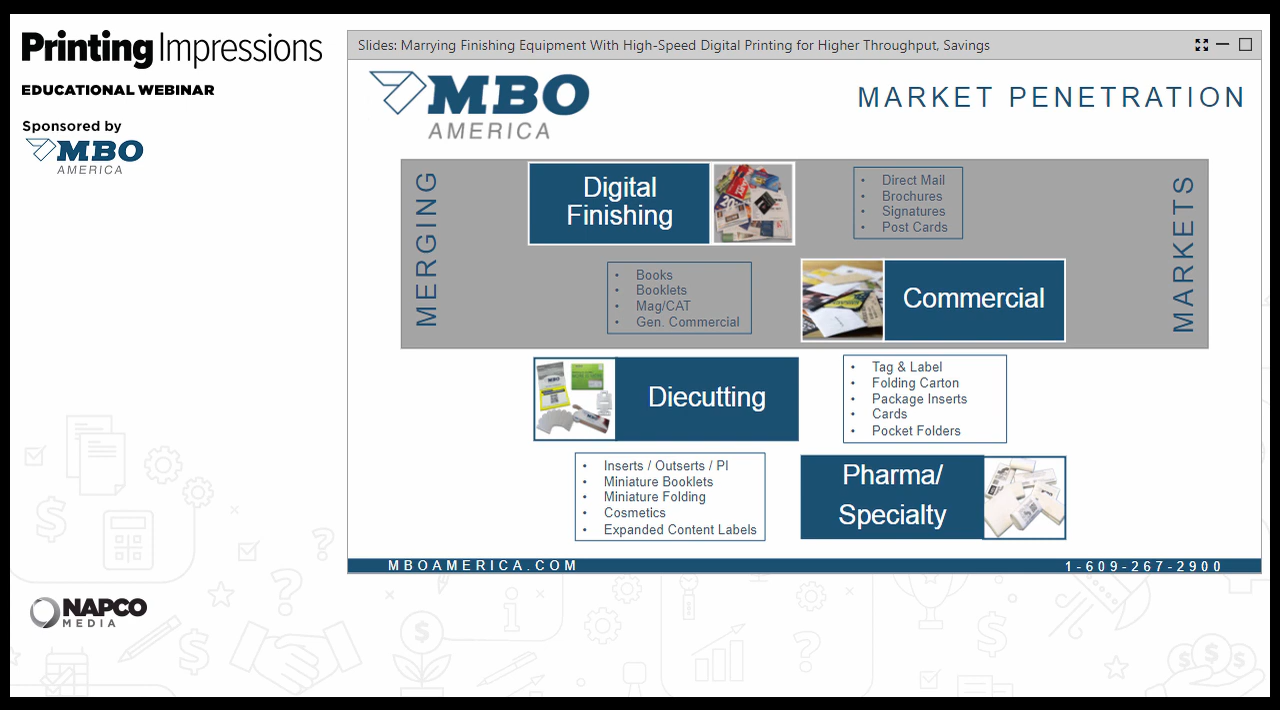 Printing Impressions
EDUCATIONAL WEBINAR
Sponsored by
MBO
AMERICA
Slides: Marrying Finishing Equipment With High-Speed Digital Printing for Higher Throughput, Savings
MBO
AMERICA
MARKET PENETRATION
MERGING
MARKETS
Digital
Finishing
• Direct Mail
• Brochures
• Signatures
• Post Cards
• Books
• Booklets
• Mag/CAT
• Gen. Commercial
Commercial
Diecutting
• Tag & Label
• Folding Carton
• Package Inserts
• Cards
• Pocket Folders
• Inserts / Outserts / PI
• Miniature Booklets
• Miniature Folding
• Cosmetics
• Expanded Content Labels
Pharma/
Specialty
MBOAMERICA.COM
1-609-267-2900
NAPCO
MEDIA